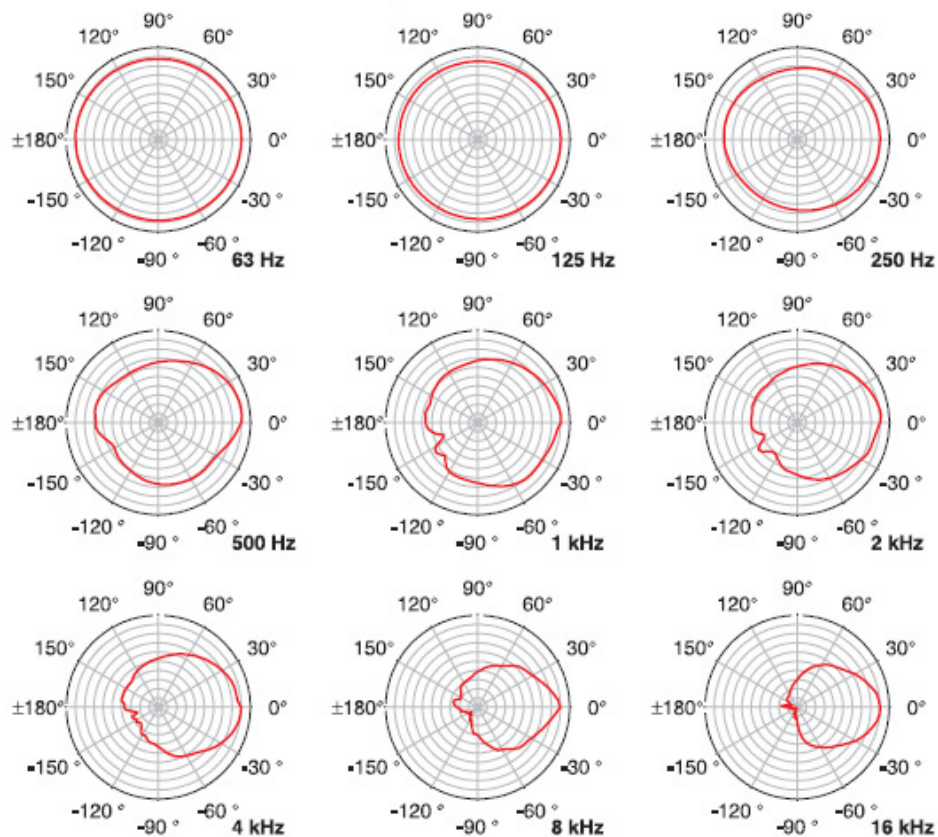 90° 90° 90°
120° 60° 120° 60° 120° 60°
150° 30° 150° 30° 150° 30°
±180° 0° ±180° 0° ±180° 0°
-150 ° -30 ° -150 ° -30 ° -150 ° -30 °
-120 ° -60 ° -120 ° -60 ° -120 ° -60 °
-90 ° 63 Hz -90 ° 125 Hz -90 ° 250 Hz
90° 90° 90°
120° 60° 120° 60° 120° 60°
150° 30° 150° 30° 150° 30°
±180° 0° ±180° 0° ±180° 0°
-150 ° -30 ° -150 ° -30 ° -150 ° -30 °
-120 ° -60 ° -120 ° -60 ° -120 ° -60 °
-90 ° 500 Hz -90 ° 1 kHz -90 ° 2 kHz
90° 90° 90°
120° 60° 120° 60° 120° 60°
150° 30° 150° 30° 150° 30°
±180° 0° ±180° 0° ±180° 0°
-150 ° -30 ° -150 ° -30 ° -150 ° -30 °
-120 ° -60 ° -120 ° -60 ° -120 ° -60 °
-90 ° 4 kHz -90 ° 8 kHz -90 ° 16 kHz